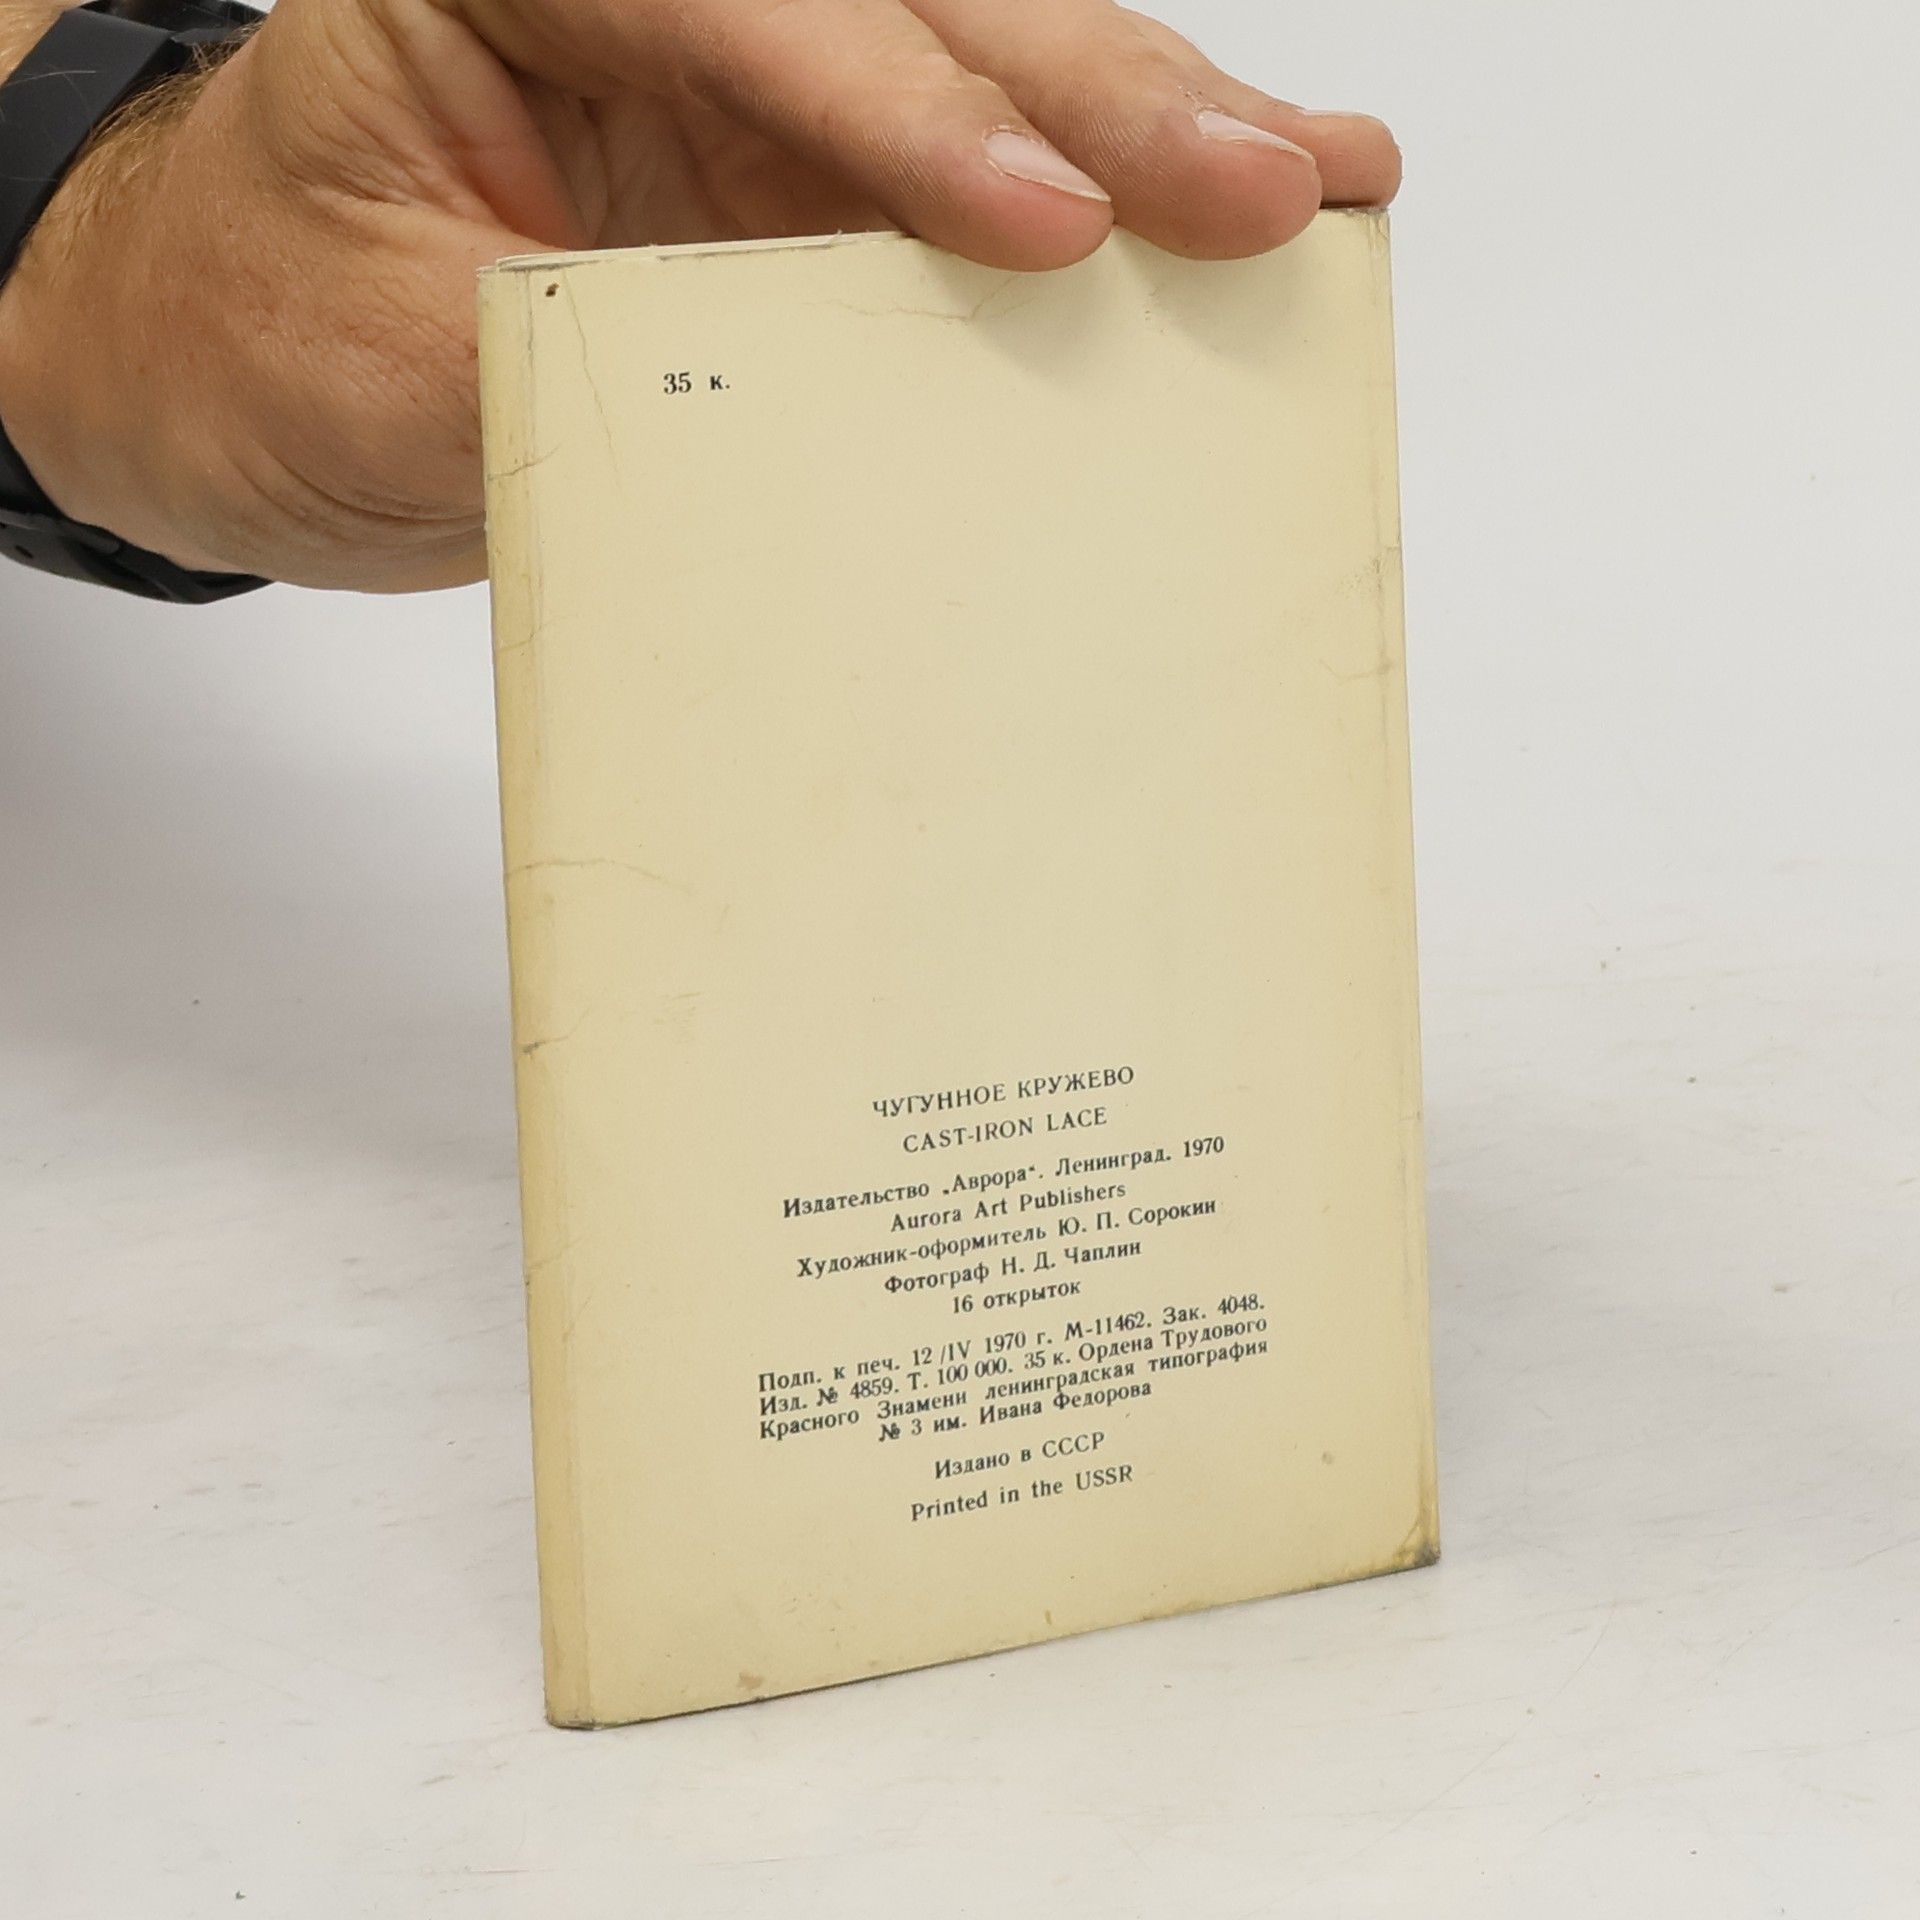 35 к.
ЧУГУННОЕ КРУЖЕВО
CAST-IRON LACE
Издательство „Аврора“. Ленинград. 1970
Aurora Art Publishers
Художник-оформитель Ю. П. Сорокин
Фотограф Н. Д. Чаплин
16 открыток
Подп. к печ. 12/IV 1970 г. М-11462. Зак. 4048.
Изд. № 4859. Т. 100 000. 35 к. Ордена Трудового
Красного Знамени ленинградская типография
№ 3 им. Ивана Федорова
Издано в СССР
Printed in the USSR